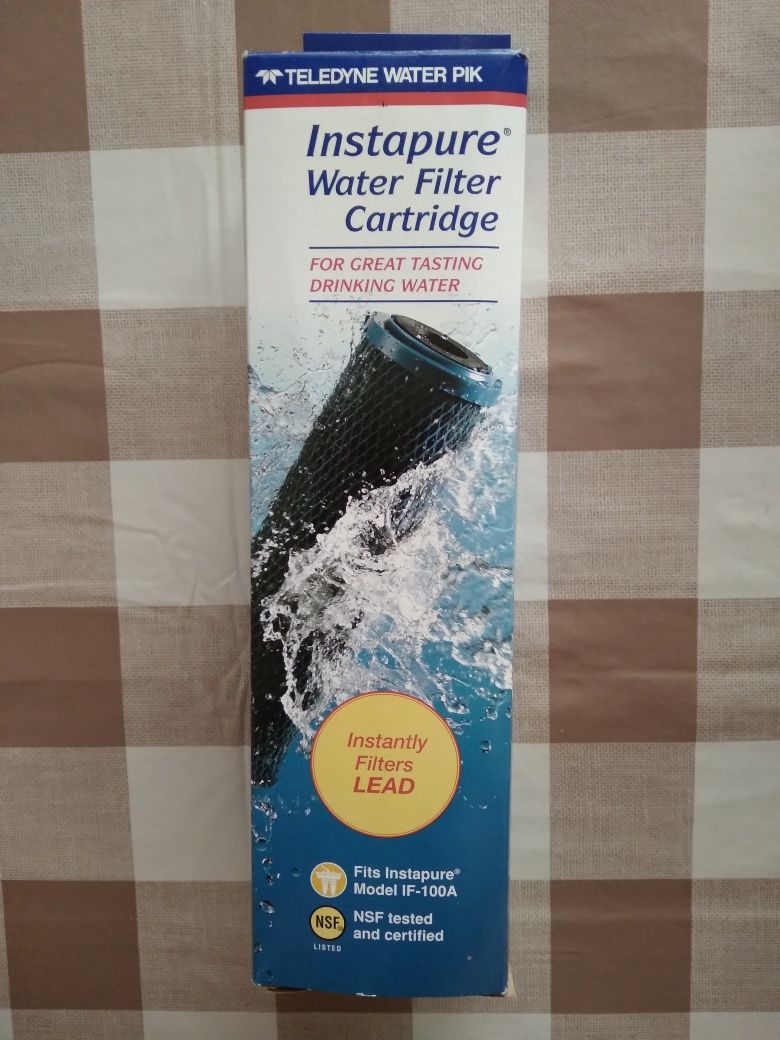 TELEDYNE WATER PIK
Instapure®
Water Filter
Cartridge
FOR GREAT TASTING
DRINKING WATER
Instantly
Filters
LEAD
Fits Instapure®
Model IF-100A
NSF®
LISTED
NSF tested
and certified